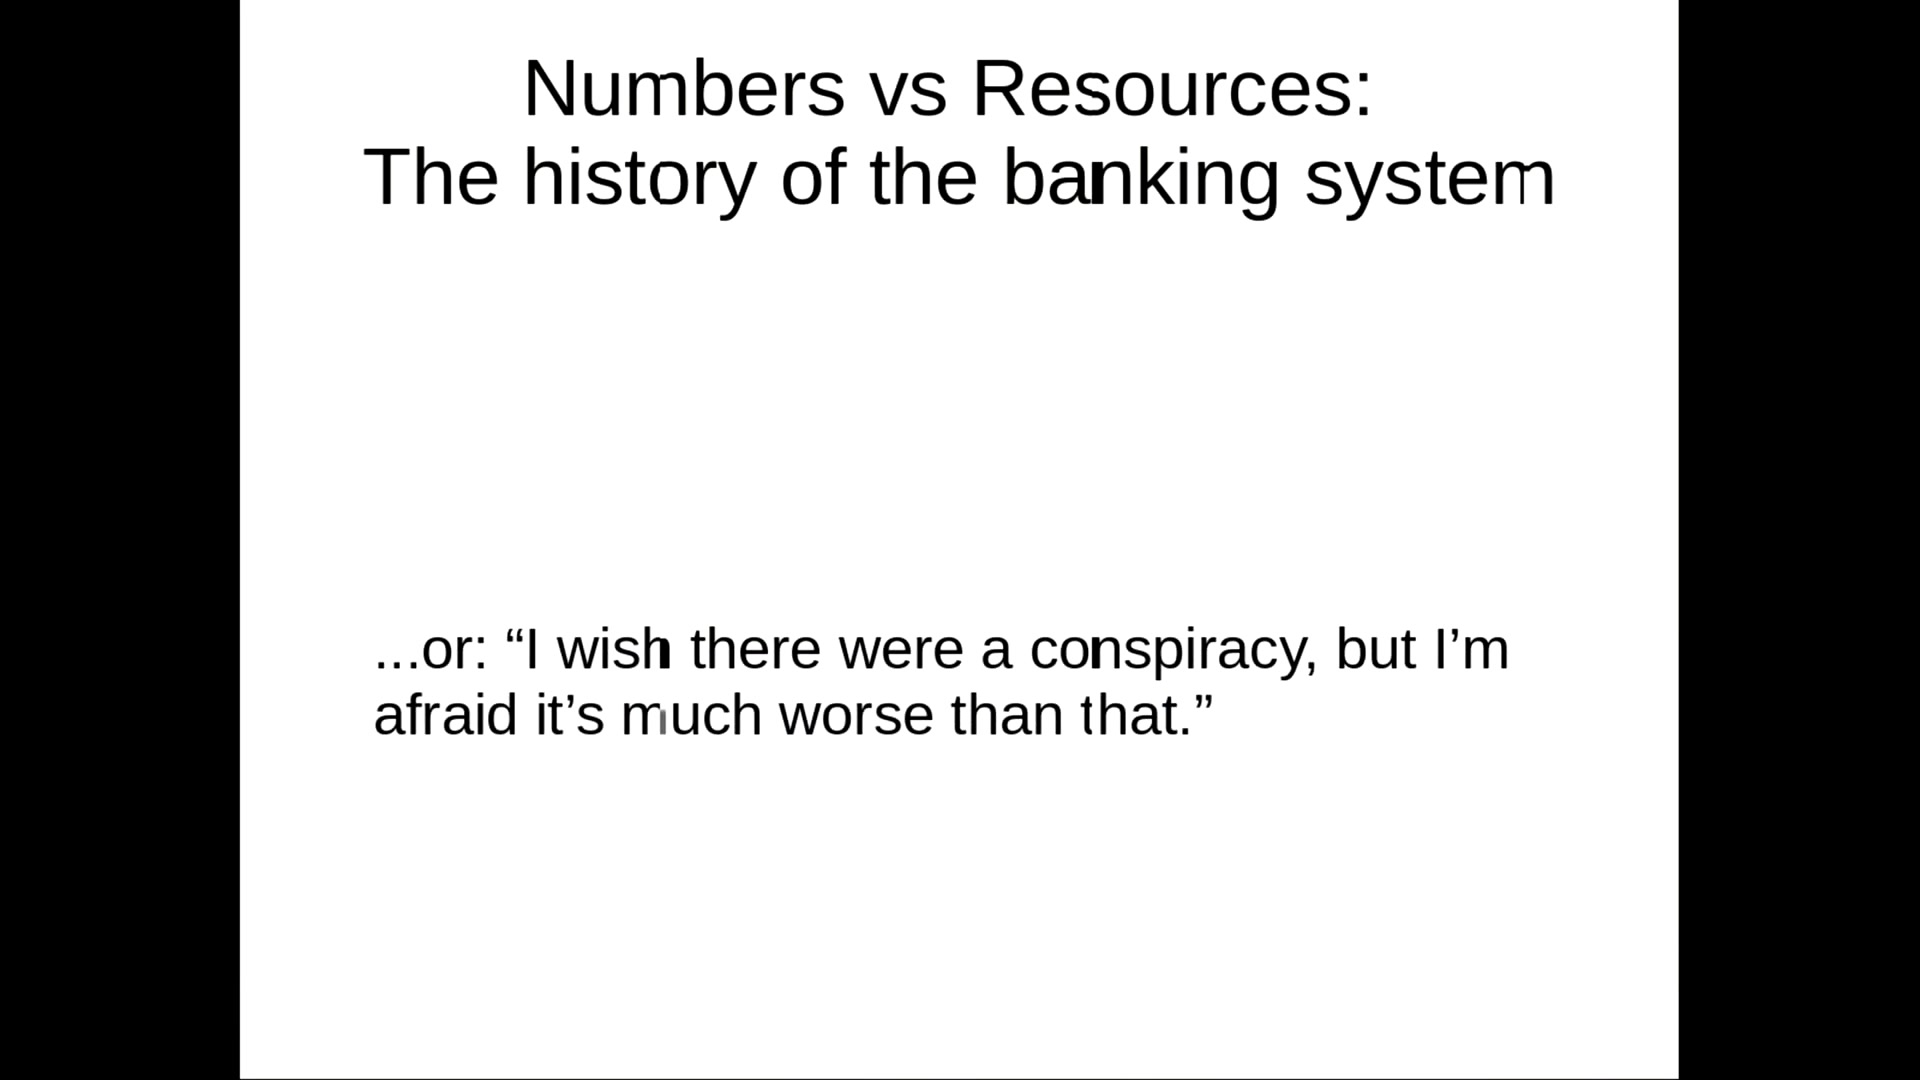 Numbers vs Resources:
The history of the banking system
...or: “I wish there were a conspiracy, but I’m
afraid it’s much worse than that.”